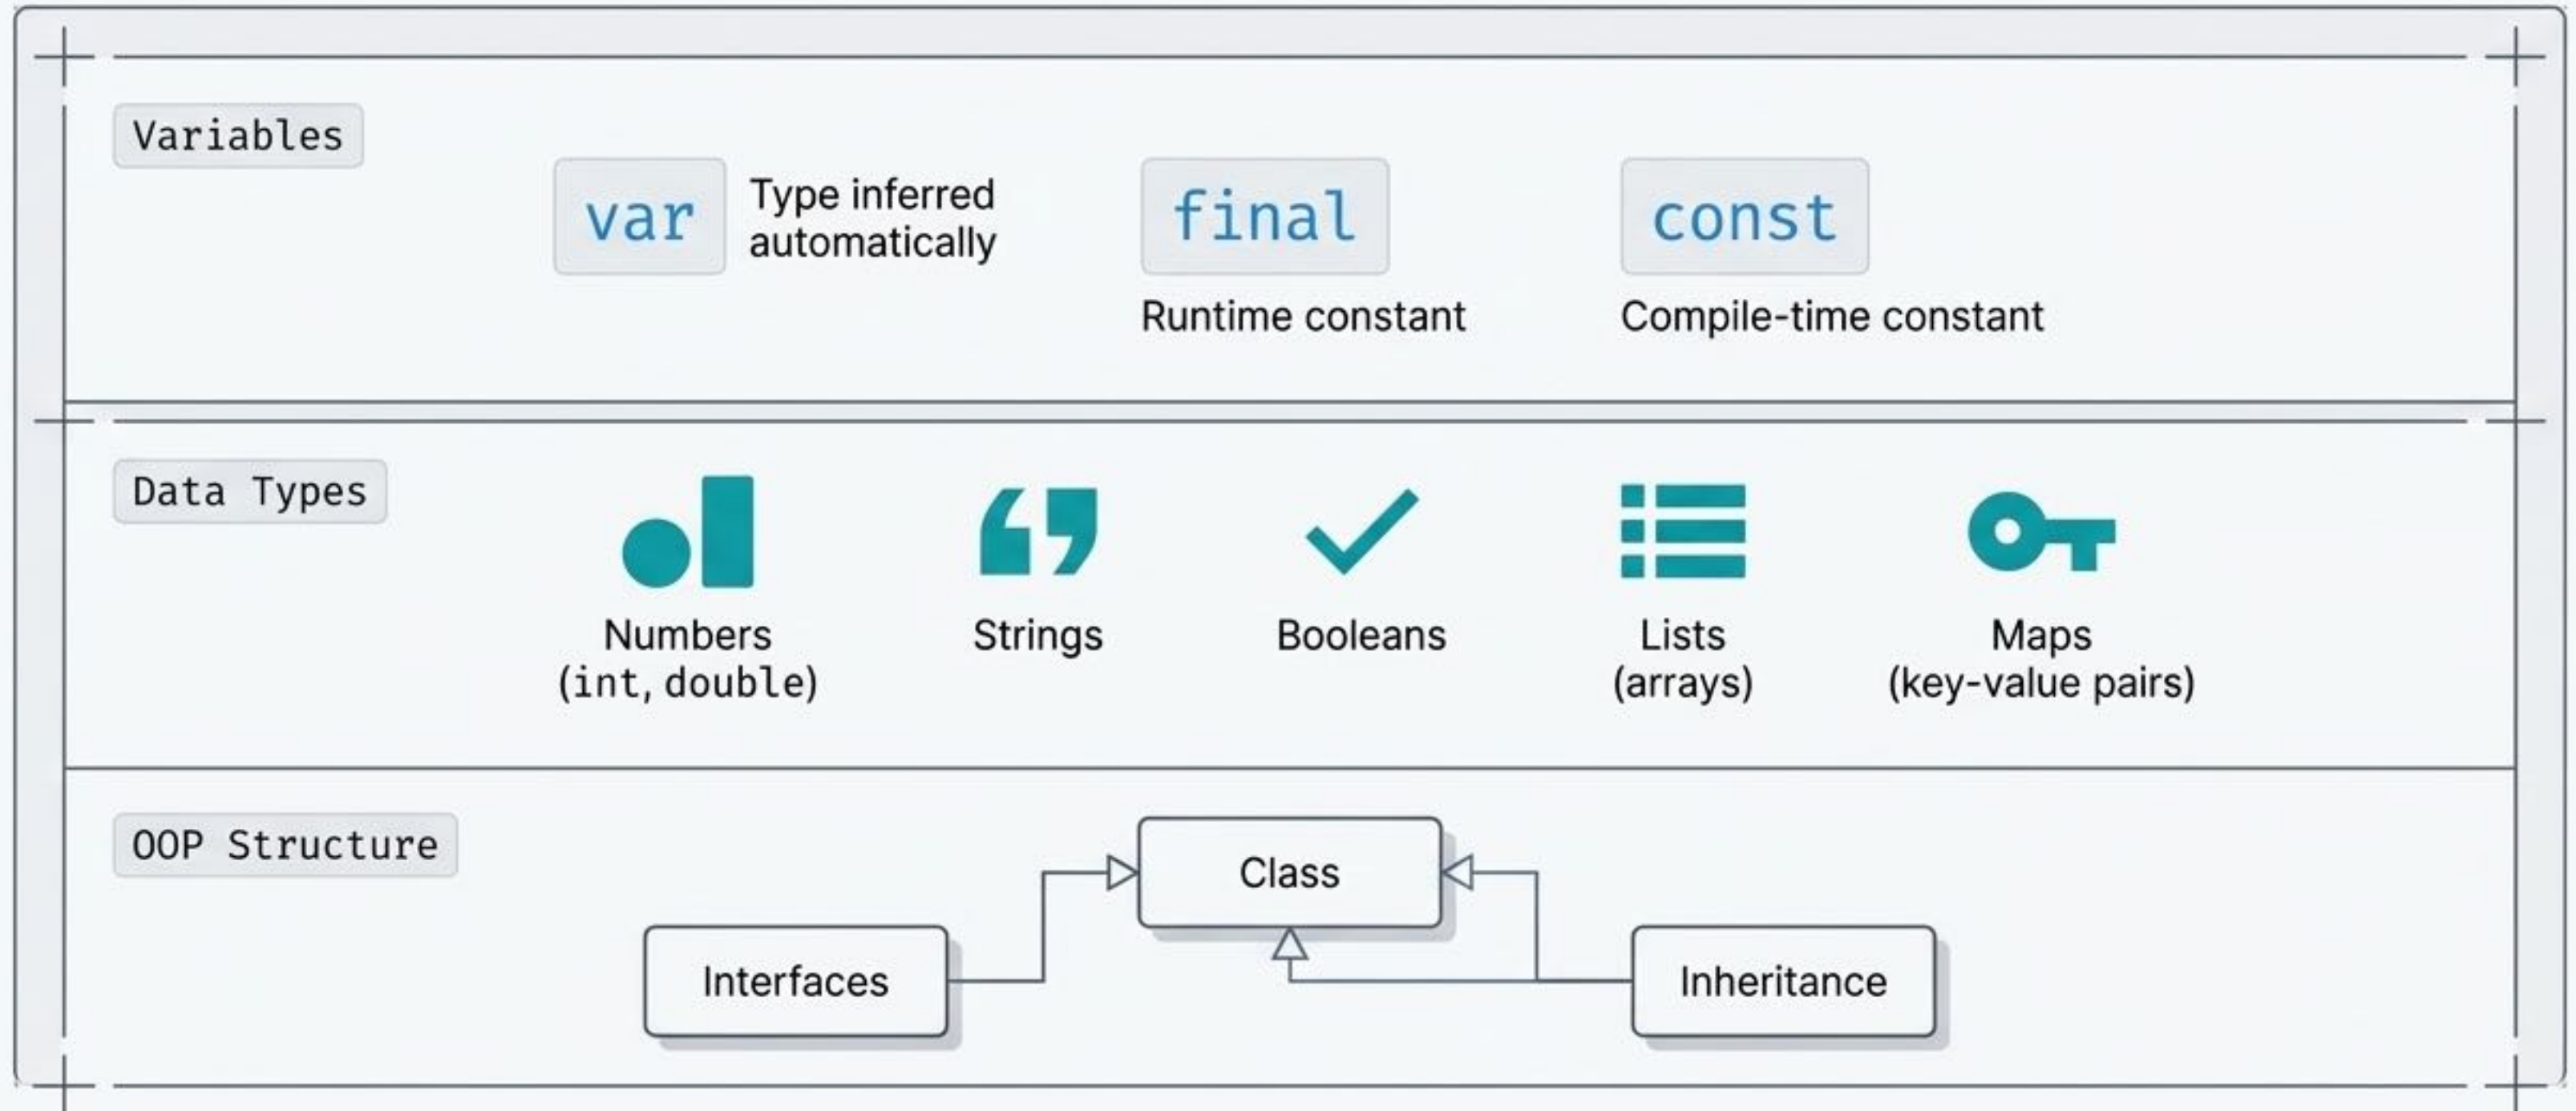 Variables
var
Type inferred
automatically
final
Runtime constant
const
Compile-time constant
Data Types
Numbers
(int, double)
Strings
Booleans
Lists
(arrays)
Maps
(key-value pairs)
OOP Structure
Class
Interfaces
Inheritance